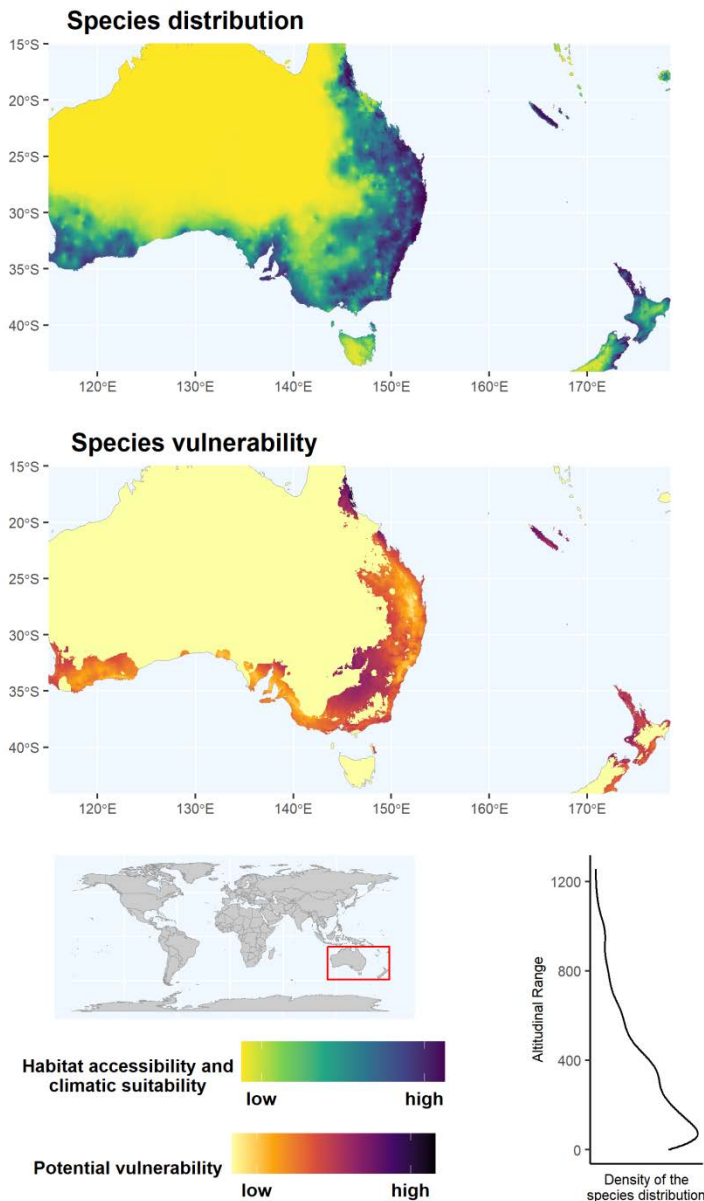 Species distribution
15°S
20°S
25°S
30°S
35°S
40°S
120°E 130°E 140°E 150°E 160°E 170°E
Species vulnerability
15°S
20°S
25°S
30°S
35°S
40°S
120°E 130°E 140°E 150°E 160°E 170°E
Habitat accessibility and
climatic suitability
low high
Potential vulnerability
low high
Altitudinal Range
1200
800
400
0
Density of the
species distribution